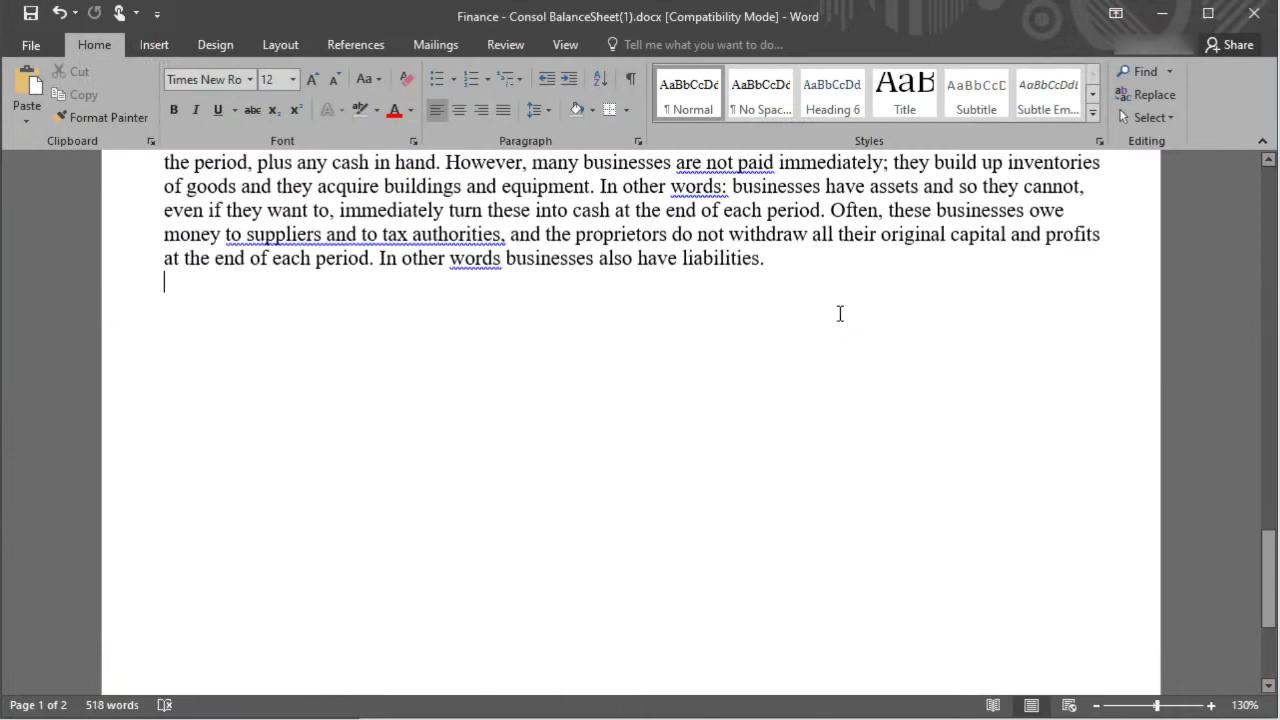 Finance - Consol BalanceSheet(1).docx [Compatibility Mode] - Word
File Home Insert Design Layout References Mailings Review View Tell me what you want to do... Share
Paste
Cut
Copy
Format Painter
Clipboard
Times New Ro 12
Aa
B I U abc x₂ x² A
Font
Paragraph
AaBbCcDd AaBbCcDd AaBbCcDd AaB AaBbCcD AaBbCcDdl
¶ Normal ¶ No Spac... Heading 6 Title Subtitle Subtle Em...
Styles
Find
Replace
Select
Editing
the period, plus any cash in hand. However, many businesses are not paid immediately; they build up inventories
of goods and they acquire buildings and equipment. In other words: businesses have assets and so they cannot,
even if they want to, immediately turn these into cash at the end of each period. Often, these businesses owe
money to suppliers and to tax authorities, and the proprietors do not withdraw all their original capital and profits
at the end of each period. In other words businesses also have liabilities.
Page 1 of 2 518 words 130%